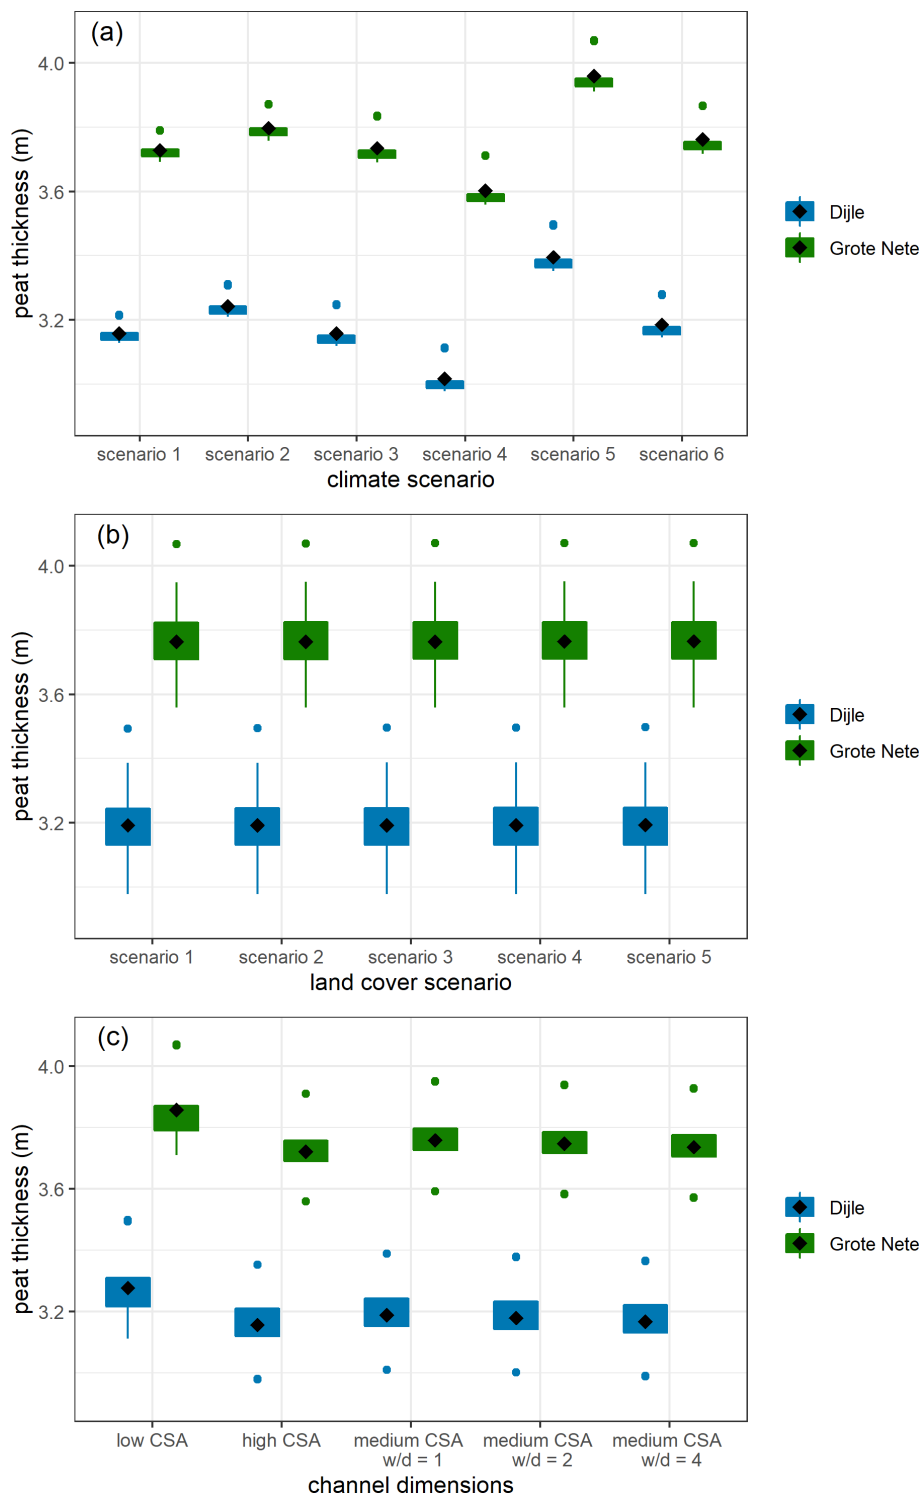 (a)
peat thickness (m)
4.0
3.6
3.2
scenario 1 scenario 2 scenario 3 scenario 4 scenario 5 scenario 6
climate scenario
Dijle
Grote Nete
(b)
peat thickness (m)
4.0
3.6
3.2
scenario 1 scenario 2 scenario 3 scenario 4 scenario 5
land cover scenario
Dijle
Grote Nete
(c)
peat thickness (m)
4.0
3.6
3.2
low CSA high CSA medium CSA medium CSA medium CSA
w/d = 1 w/d = 2 w/d = 4
channel dimensions
Dijle
Grote Nete